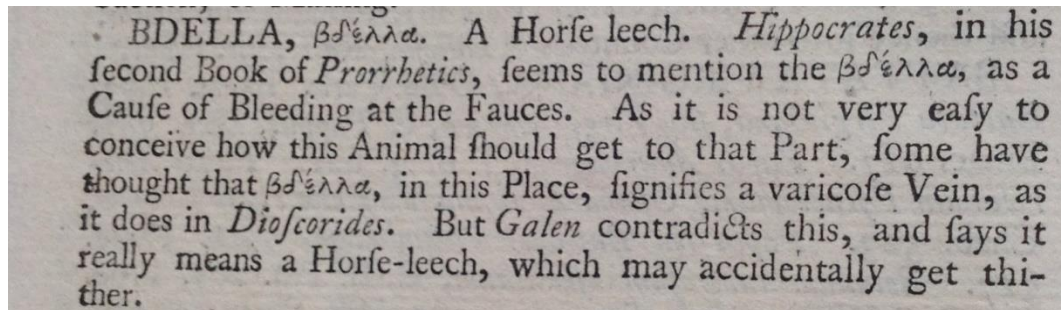 BDELLA, βδέλλα. A Horſe leech. Hippocrates, in his
ſecond Book of Prorrhetics, ſeems to mention the βδέλλα, as a
Cauſe of Bleeding at the Fauces. As it is not very eaſy to
conceive how this Animal ſhould get to that Part, ſome have
thought that βδέλλα, in this Place, ſignifies a varicoſe Vein, as
it does in Dioſcorides. But Galen contradicts this, and ſays it
really means a Horſe-leech, which may accidentally get thi-
ther.